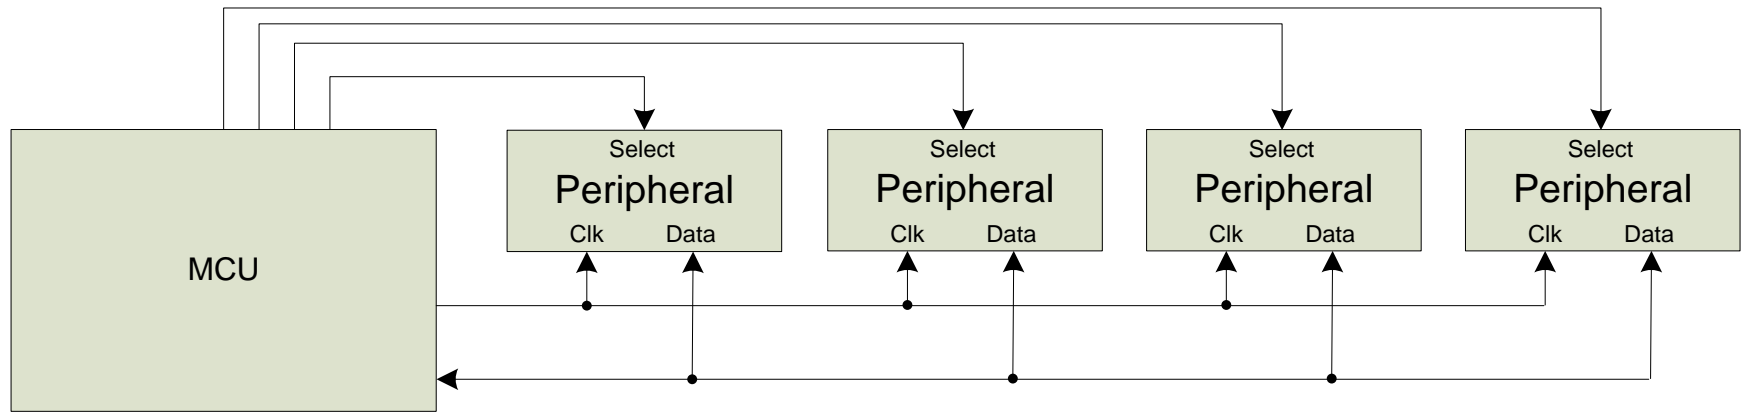 MCU
Select
Peripheral
Clk Data
Select
Peripheral
Clk Data
Select
Peripheral
Clk Data
Select
Peripheral
Clk Data